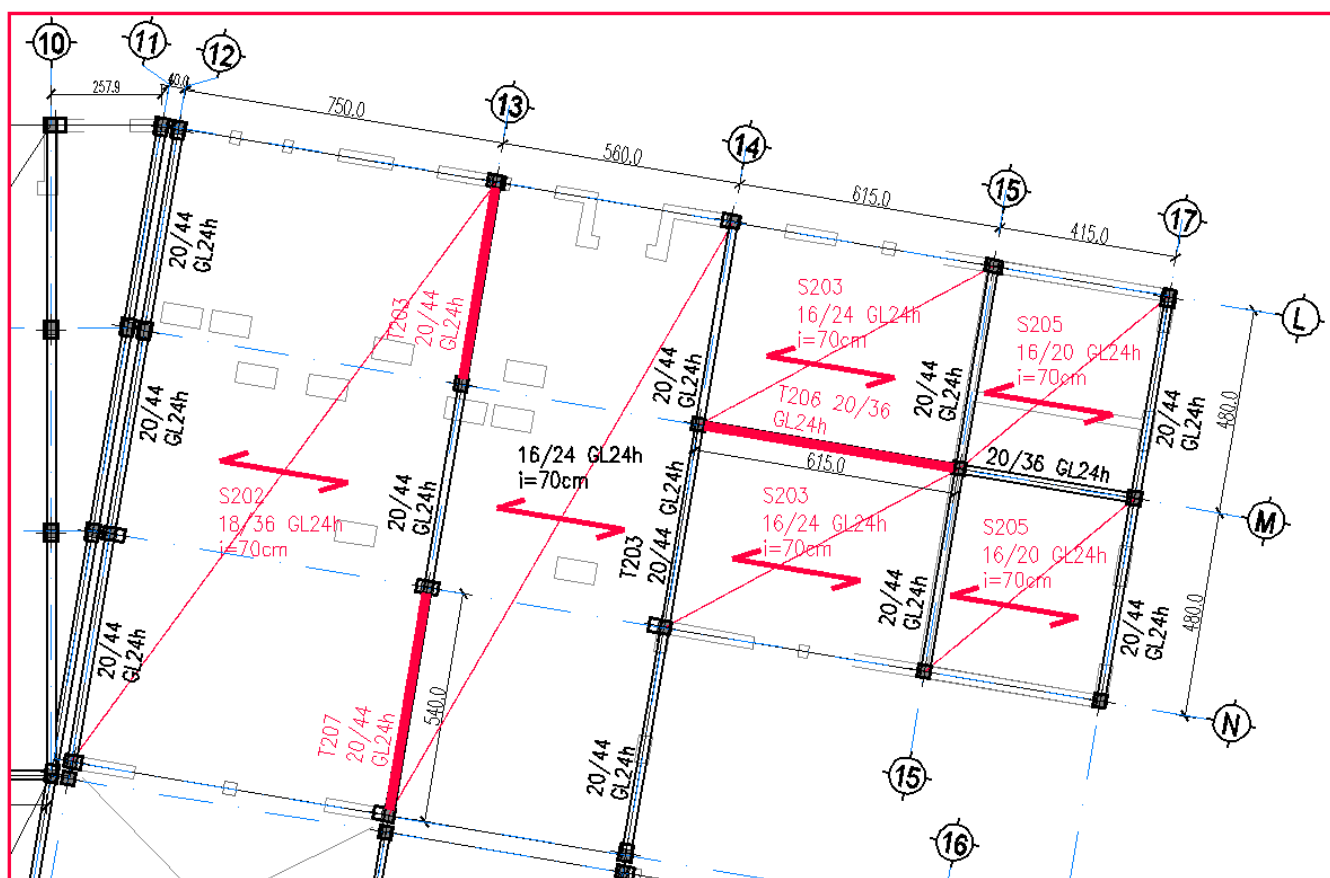 10
11
12
257.9
40.0
750.0
13
560.0
14
615.0
15
415.0
17
L
20/44
GL24h
T203
20/44
GL24h
S203
16/24 GL24h
i=70cm
S205
16/20 GL24h
i=70cm
20/44
GL24h
20/44
GL24h
20/44
GL24h
480.0
20/44
GL24h
T206 20/36
GL24h
615.0
20/36 GL24h
16/24 GL24h
i=70cm
S202
18/36 GL24h
i=70cm
20/44
GL24h
T203
20/44 GL24h
S203
16/24 GL24h
i=70cm
S205
16/20 GL24h
i=70cm
M
20/44
GL24h
20/44
GL24h
480.0
20/44
GL24h
T207
20/44
GL24h
540.0
20/44
GL24h
N
15
16